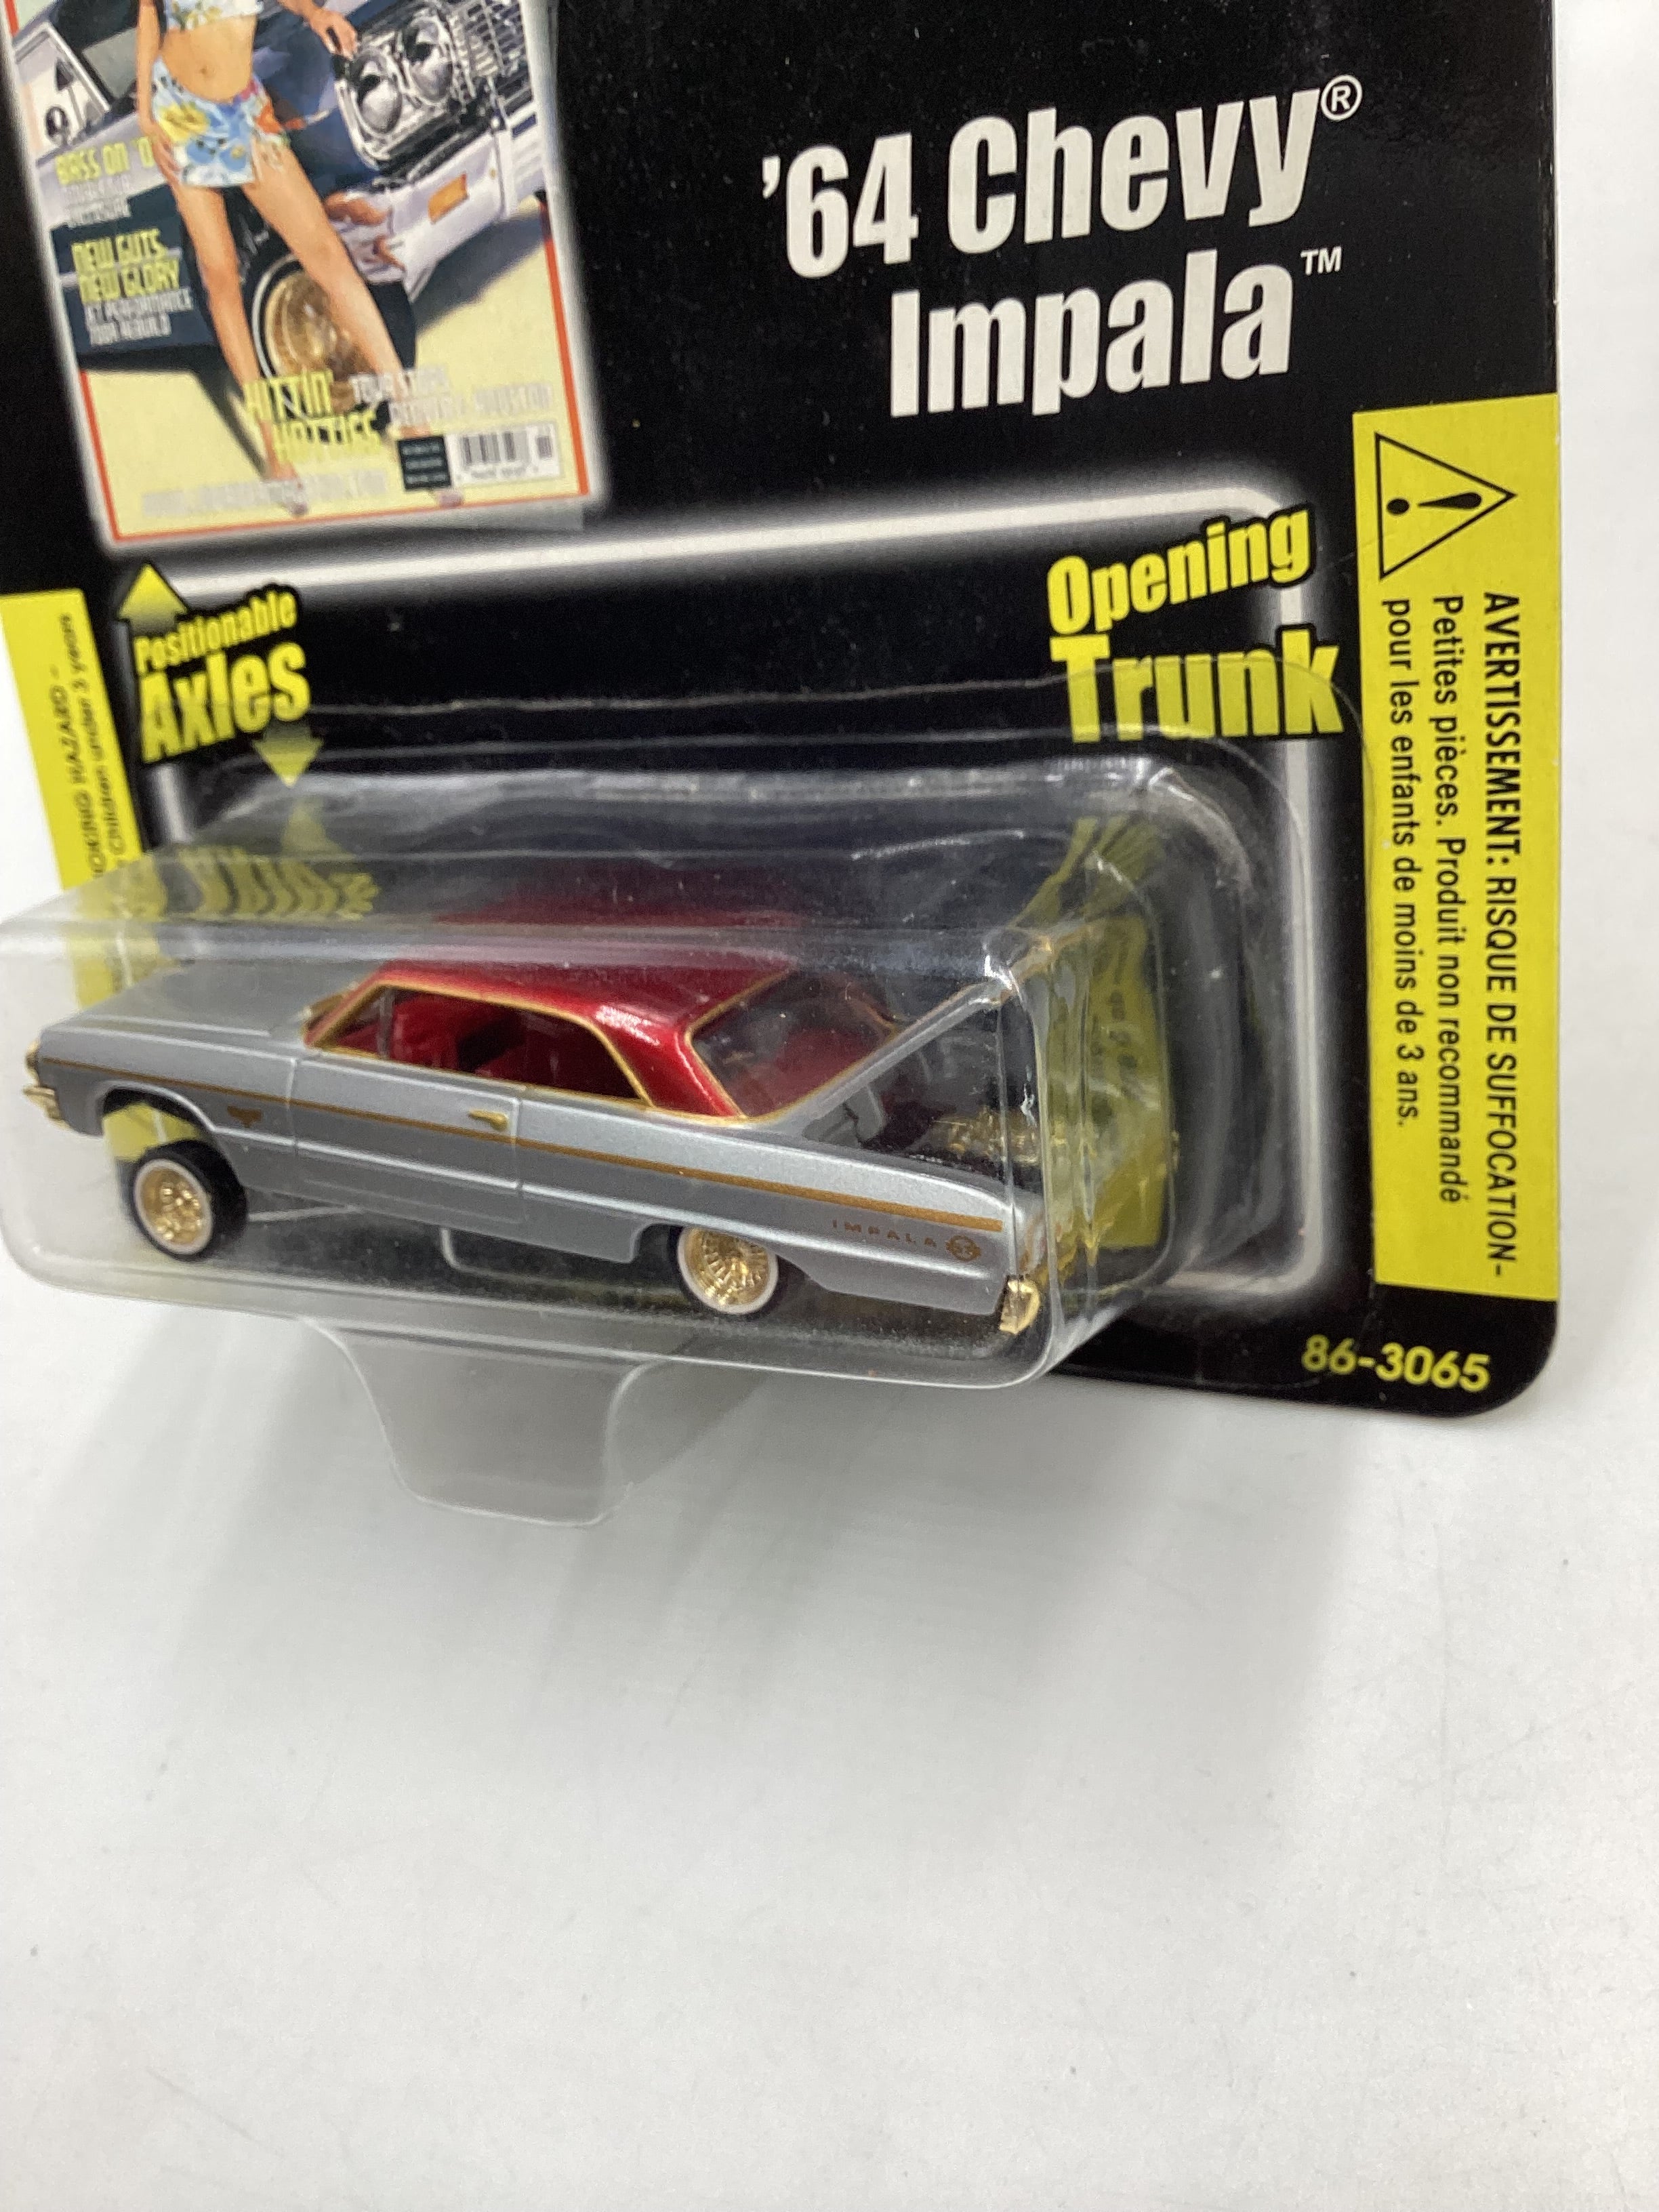 '64 Chevy®
Impala™
BASS ON 'D
NEW GUTS...
NEW GLORY
HITTIN'
HOTTIES
Positionable
Axles
Opening
Trunk
AVERTISSEMENT: RISQUE DE SUFFOCATION-
Petites pièces. Produit non recommandé
pour les enfants de moins de 3 ans.
IMPALA
86-3065